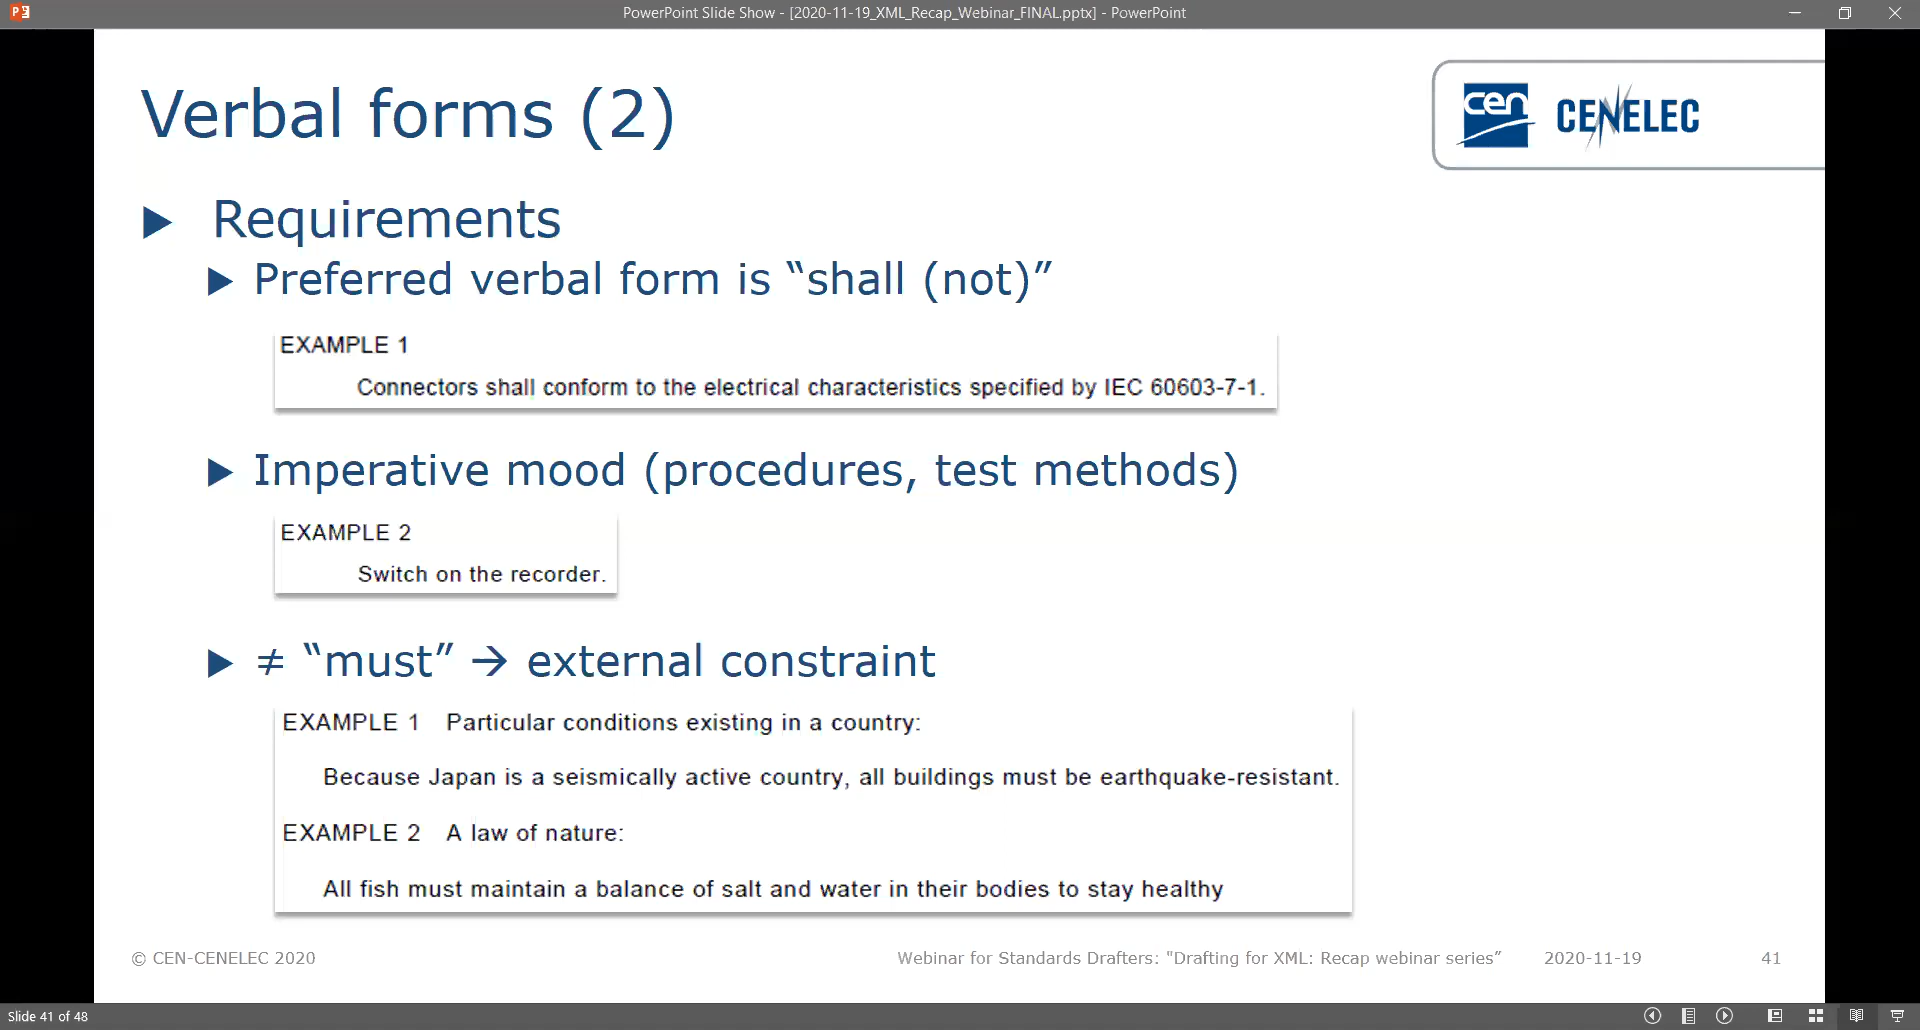 PowerPoint Slide Show - [2020-11-19_XML_Recap_Webinar_FINAL.pptx] - PowerPoint
Verbal forms (2)
cen CENELEC
Requirements
Preferred verbal form is “shall (not)”
EXAMPLE 1
Connectors shall conform to the electrical characteristics specified by IEC 60603-7-1.
Imperative mood (procedures, test methods)
EXAMPLE 2
Switch on the recorder.
≠ “must” → external constraint
EXAMPLE 1 Particular conditions existing in a country:
Because Japan is a seismically active country, all buildings must be earthquake-resistant.
EXAMPLE 2 A law of nature:
All fish must maintain a balance of salt and water in their bodies to stay healthy
© CEN-CENELEC 2020 Webinar for Standards Drafters: "Drafting for XML: Recap webinar series” 2020-11-19 41
Slide 41 of 48